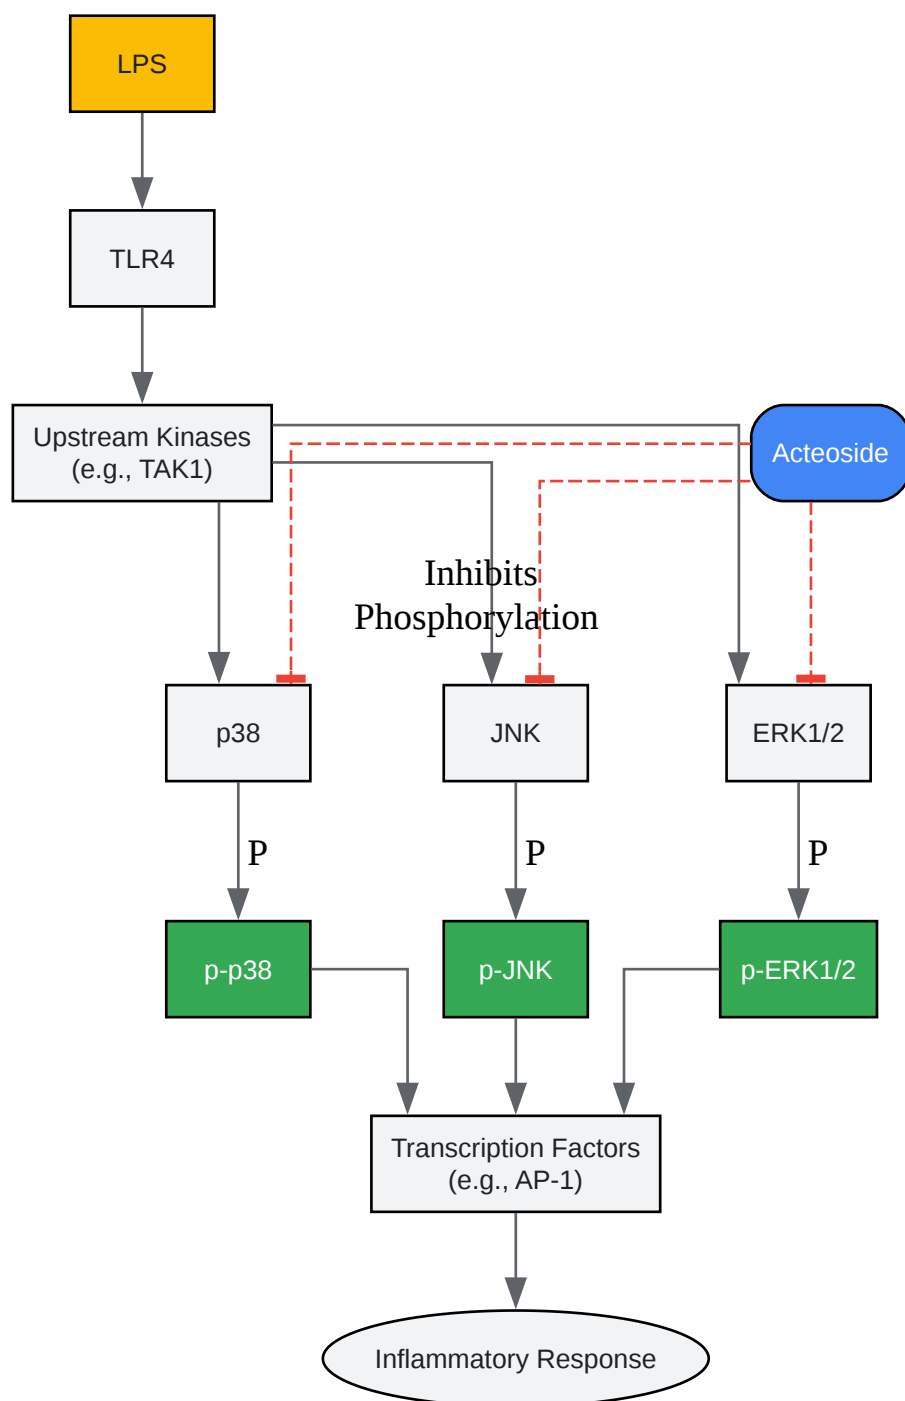 LPS
TLR4
Upstream Kinases
(e.g., TAK1)
Acteoside
Inhibits
Phosphorylation
p38
JNK
ERK1/2
P
P
P
p-p38
p-JNK
p-ERK1/2
Transcription Factors
(e.g., AP-1)
Inflammatory Response